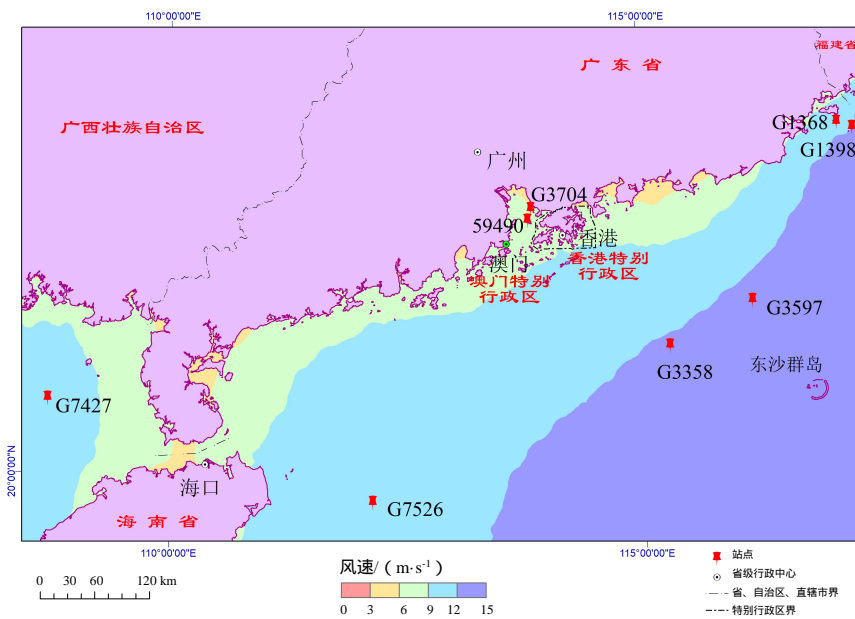 110°00'00"E
115°00'00"E
福建省
广 东 省
广西壮族自治区
G1368
G1398
广州
G3704
59490
香港
澳门
香港特别
行政区
澳门特别
行政区
G3597
G3358
东沙群岛
G7427
20°00'00"N
海口
G7526
海 南 省
110°00'00"E
115°00'00"E
0 30 60 120 km
风速/（m·s⁻¹）
0 3 6 9 12 15
站点
省级行政中心
省、自治区、直辖市界
特别行政区界